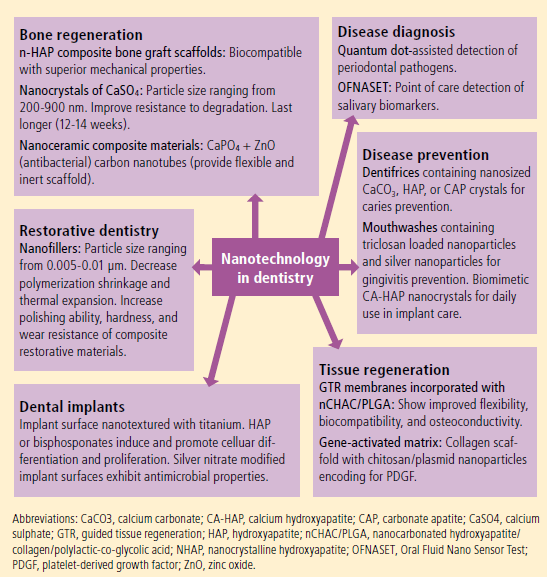 Bone regeneration
n-HAP composite bone graft scaffolds: Biocompatible
with superior mechanical properties.
Nanocrystals of CaSO₄: Particle size ranging from
200-900 nm. Improve resistance to degradation. Last
longer (12-14 weeks).
Nanoceramic composite materials: CaPO₄ + ZnO
(antibacterial) carbon nanotubes (provide flexible and
inert scaffold).
Disease diagnosis
Quantum dot-assisted detection of
periodontal pathogens.
OFNASET: Point of care detection of
salivary biomarkers.
Disease prevention
Dentifrices containing nanosized
CaCO₃, HAP, or CAP crystals for
caries prevention.
Mouthwashes containing
triclosan loaded nanoparticles
and silver nanoparticles for
gingivitis prevention. Biomimetic
CA-HAP nanocrystals for daily
use in implant care.
Restorative dentistry
Nanofillers: Particle size ranging
from 0.005-0.01 μm. Decrease
polymerization shrinkage and
thermal expansion. Increase
polishing ability, hardness, and
wear resistance of composite
restorative materials.
Nanotechnology
in dentistry
Tissue regeneration
GTR membranes incorporated with
nCHAC/PLGA: Show improved flexibility,
biocompatibility, and osteoconductivity.
Gene-activated matrix: Collagen scaf-
fold with chitosan/plasmid nanoparticles
encoding for PDGF.
Dental implants
Implant surface nanotextured with titanium. HAP
or bisphosponates induce and promote celluar dif-
ferentiation and proliferation. Silver nitrate modified
implant surfaces exhibit antimicrobial properties.
Abbreviations: CaCO3, calcium carbonate; CA-HAP, calcium hydroxyapatite; CAP, carbonate apatite; CaSO4, calcium
sulphate; GTR, guided tissue regeneration; HAP, hydroxyapatite; nCHAC/PLGA, nanocarbonated hydroxyapatite/
collagen/polylactic-co-glycolic acid; NHAP, nanocrystalline hydroxyapatite; OFNASET, Oral Fluid Nano Sensor Test;
PDGF, platelet-derived growth factor; ZnO, zinc oxide.